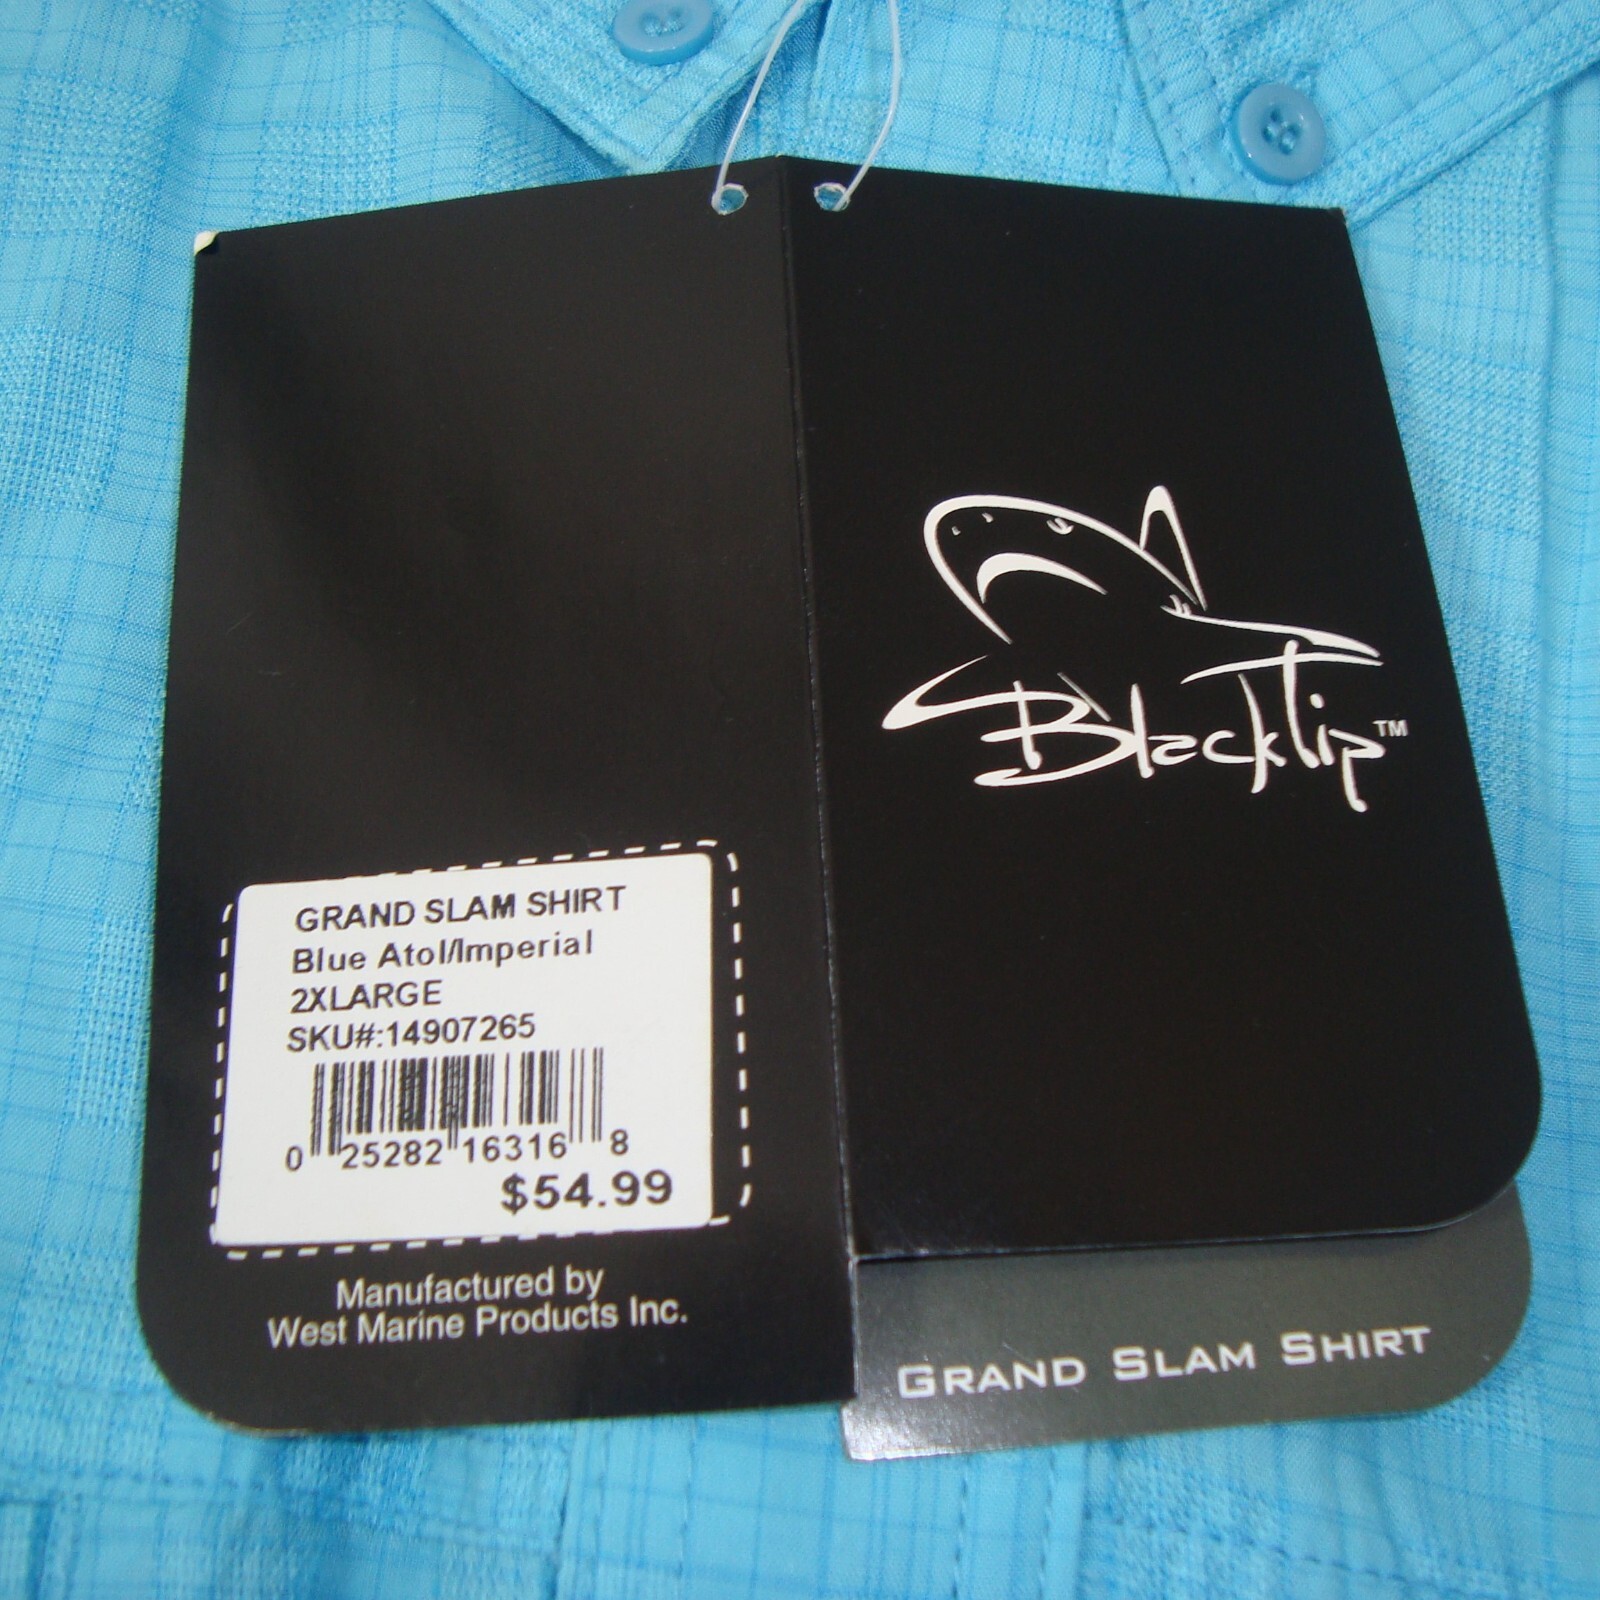 GRAND SLAM SHIRT
Blue Atol/Imperial
2XLARGE
SKU#:14907265
0 25282 16316 8
$54.99
Manufactured by
West Marine Products Inc.
BlackTip™
GRAND SLAM SHIRT